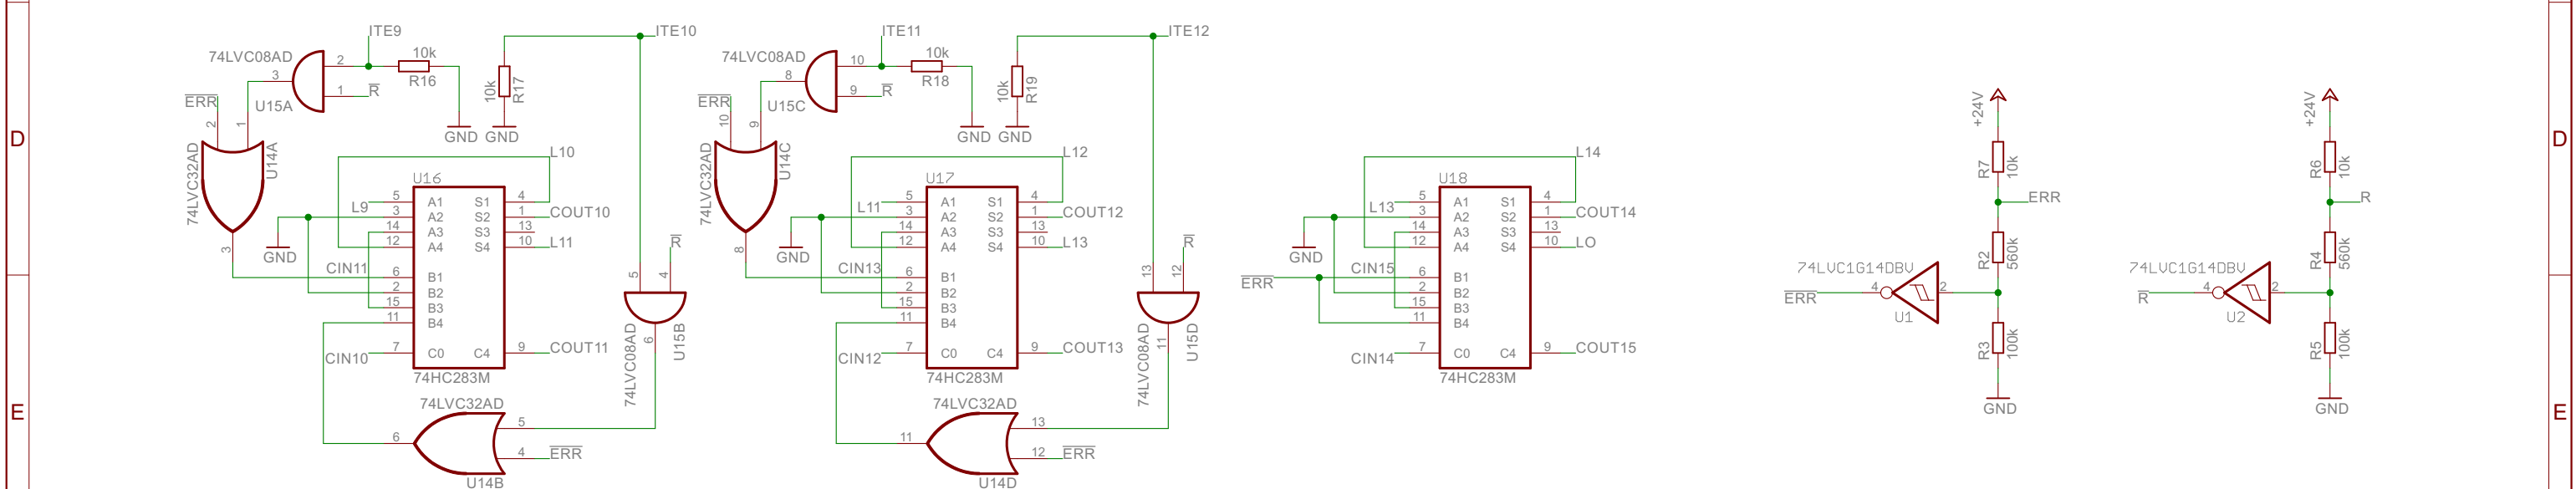 D
E
ITE9
74LVC08AD
2
3
1
R
10k
R16
U15A
GND
ERR
2
1
74LVC32AD
U14A
3
10k
R17
GND
ITE10
L10
U16
L9
5
3
14
12
6
2
15
11
7
A1
A2
A3
A4
B1
B2
B3
B4
C0
S1
S2
S3
S4
C4
4
1
13
10
9
COUT10
L11
COUT11
GND
CIN11
CIN10
74HC283M
R
5
4
6
74LVC08AD
U15B
74LVC32AD
6
5
4
ERR
U14B
ITE11
74LVC08AD
10
8
9
R
10k
R18
U15C
GND
ERR
10
9
74LVC32AD
U14C
8
10k
R19
GND
ITE12
L12
U17
L11
5
3
14
12
6
2
15
11
7
A1
A2
A3
A4
B1
B2
B3
B4
C0
S1
S2
S3
S4
C4
4
1
13
10
9
COUT12
L13
COUT13
GND
CIN13
CIN12
74HC283M
R
13
12
11
74LVC08AD
U15D
74LVC32AD
11
13
12
ERR
U14D
L14
U18
L13
5
3
14
12
6
2
15
11
7
A1
A2
A3
A4
B1
B2
B3
B4
C0
S1
S2
S3
S4
C4
4
1
13
10
9
COUT14
LO
COUT15
GND
ERR
CIN15
CIN14
74HC283M
+24V
R7
10k
ERR
R2
560k
74LVC1G14DBV
ERR
4
2
U1
R3
100k
GND
+24V
R6
10k
R
R4
560k
74LVC1G14DBV
R
4
2
U2
R5
100k
GND
D
E